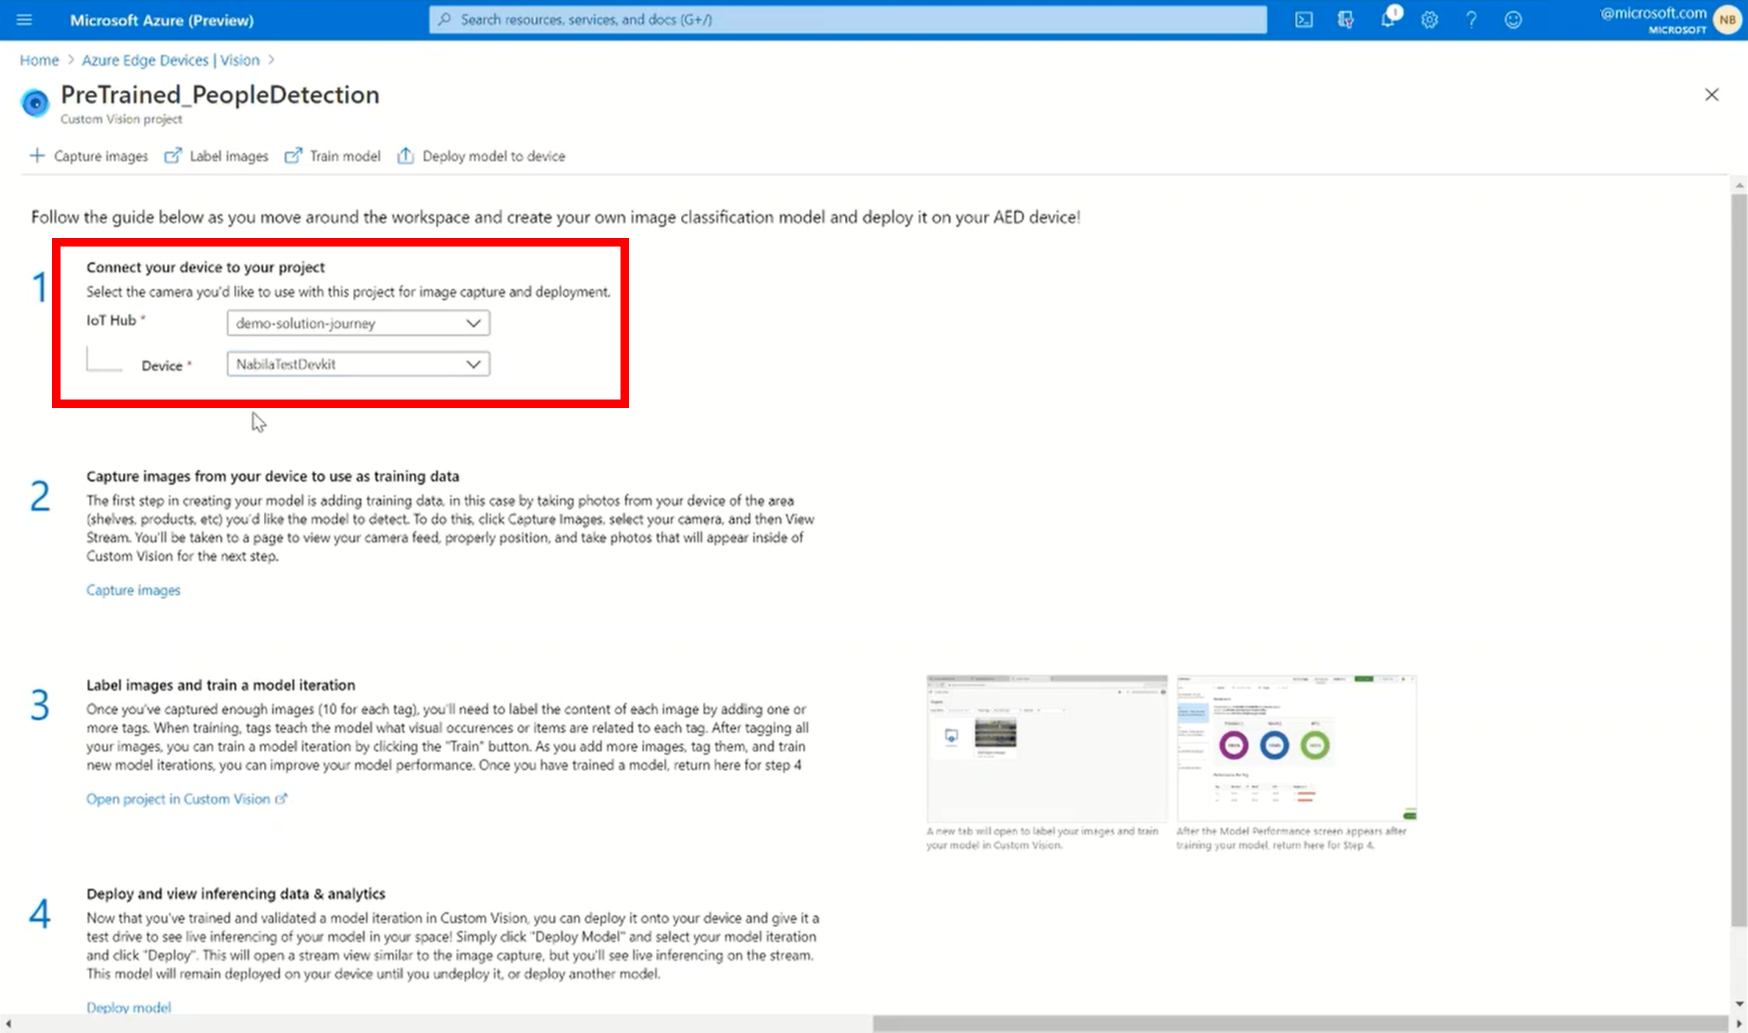 Microsoft Azure (Preview)
Search resources, services, and docs (G+/)
1
@microsoft.com
MICROSOFT
NB
Home > Azure Edge Devices | Vision >
PreTrained_PeopleDetection
Custom Vision project
Capture images
Label images
Train model
Deploy model to device
Follow the guide below as you move around the workspace and create your own image classification model and deploy it on your AED device!
1
Connect your device to your project
Select the camera you'd like to use with this project for image capture and deployment.
IoT Hub *
demo-solution-journey
Device *
NabilaTestDevkit
2
Capture images from your device to use as training data
The first step in creating your model is adding training data, in this case by taking photos from your device of the area
(shelves, products, etc) you'd like the model to detect. To do this, click Capture Images, select your camera, and then View
Stream. You'll be taken to a page to view your camera feed, properly position, and take photos that will appear inside of
Custom Vision for the next step.
Capture images
3
Label images and train a model iteration
Once you've captured enough images (10 for each tag), you'll need to label the content of each image by adding one or
more tags. When training, tags teach the model what visual occurences or items are related to each tag. After tagging all
your images, you can train a model iteration by clicking the "Train" button. As you add more images, tag them, and train
new model iterations, you can improve your model performance. Once you have trained a model, return here for step 4
Open project in Custom Vision
A new tab will open to label your images and train
your model in Custom Vision.
After the Model Performance screen appears after
training your model, return here for Step 4.
4
Deploy and view inferencing data & analytics
Now that you've trained and validated a model iteration in Custom Vision, you can deploy it onto your device and give it a
test drive to see live inferencing of your model in your space! Simply click "Deploy Model" and select your model iteration
and click "Deploy". This will open a stream view similar to the image capture, but you'll see live inferencing on the stream.
This model will remain deployed on your device until you undeploy it, or deploy another model.
Deploy model